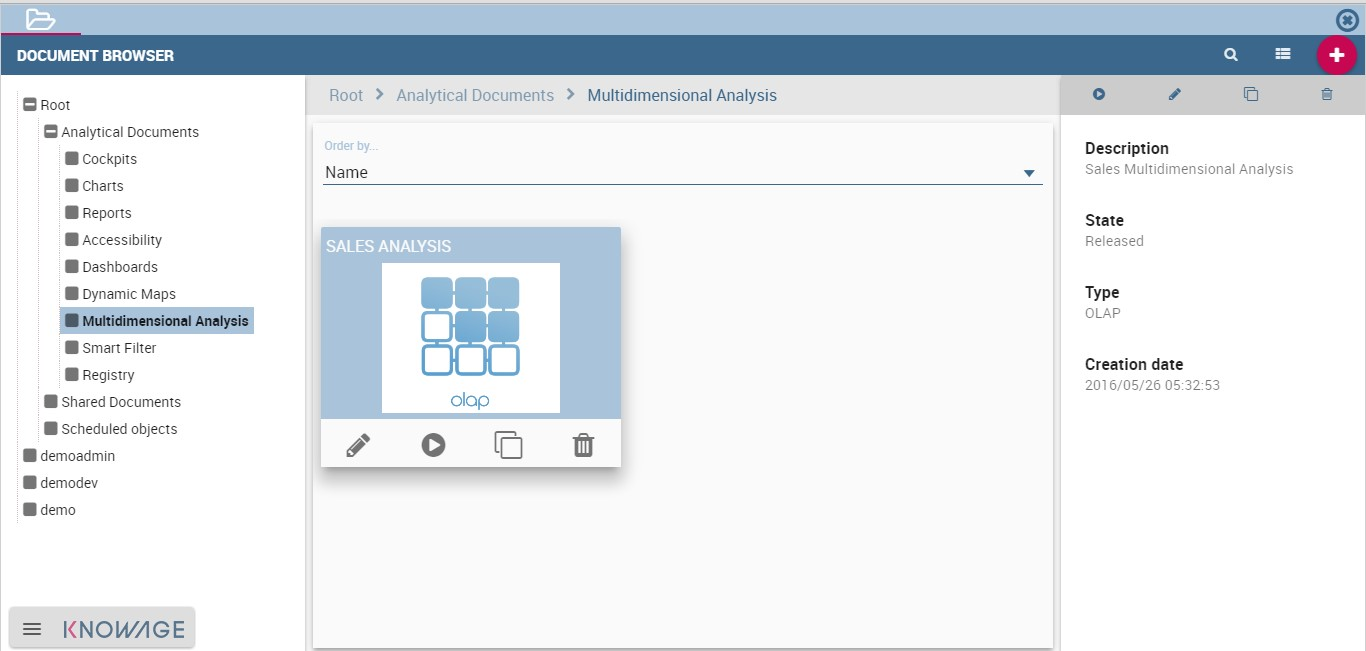 DOCUMENT BROWSER
Root
Analytical Documents
Cockpits
Charts
Reports
Accessibility
Dashboards
Dynamic Maps
Multidimensional Analysis
Smart Filter
Registry
Shared Documents
Scheduled objects
demoadmin
demodev
demo
KNOWAGE
Root > Analytical Documents > Multidimensional Analysis
Order by...
Name
SALES ANALYSIS
olap
Description
Sales Multidimensional Analysis
State
Released
Type
OLAP
Creation date
2016/05/26 05:32:53